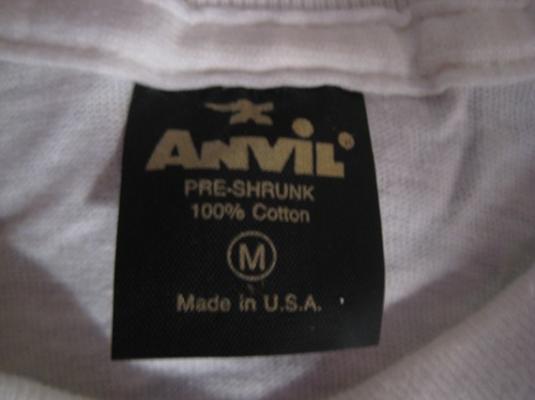 ANViL®
PRE-SHRUNK
100% Cotton
M
Made in U.S.A.